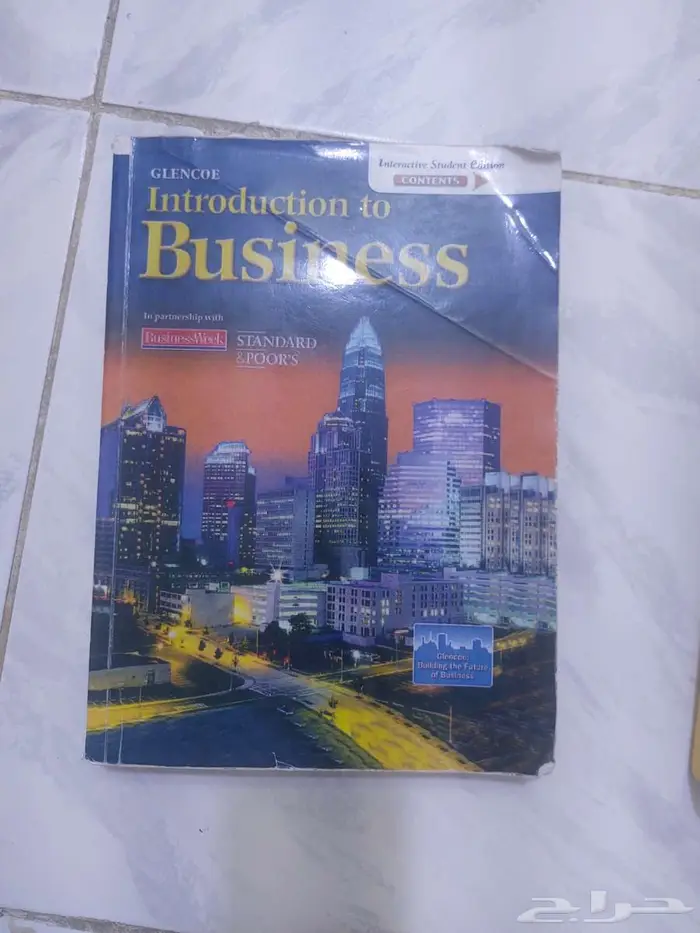 GLENCOE
Interactive Student Edition
CONTENTS
Introduction to
Business
In partnership with
BusinessWeek
STANDARD
&POOR'S
Glencoe:
Building the Future
of Business
حراج